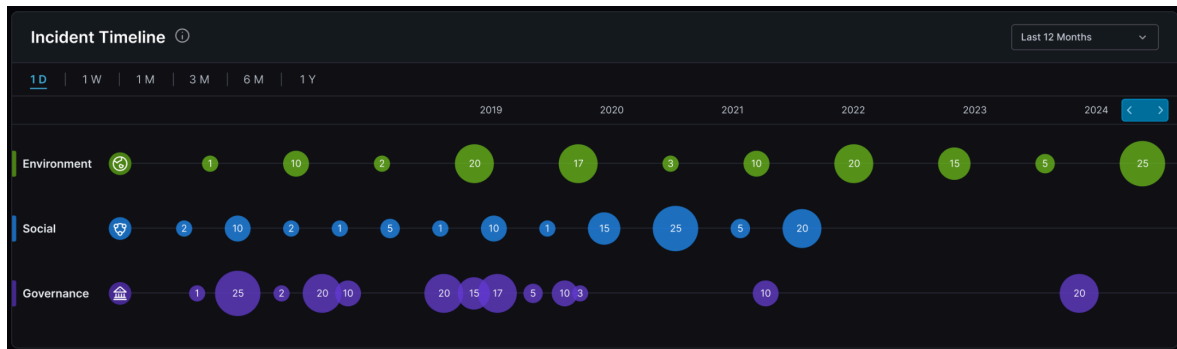 Incident Timeline
Last 12 Months
1 D 1 W 1 M 3 M 6 M 1 Y
2019 2020 2021 2022 2023 2024
Environment 1 10 2 20 17 3 10 20 15 5 25
Social 2 10 2 1 5 1 10 1 15 25 5 20
Governance 1 25 2 20 10 20 15 17 5 10 3 10 20